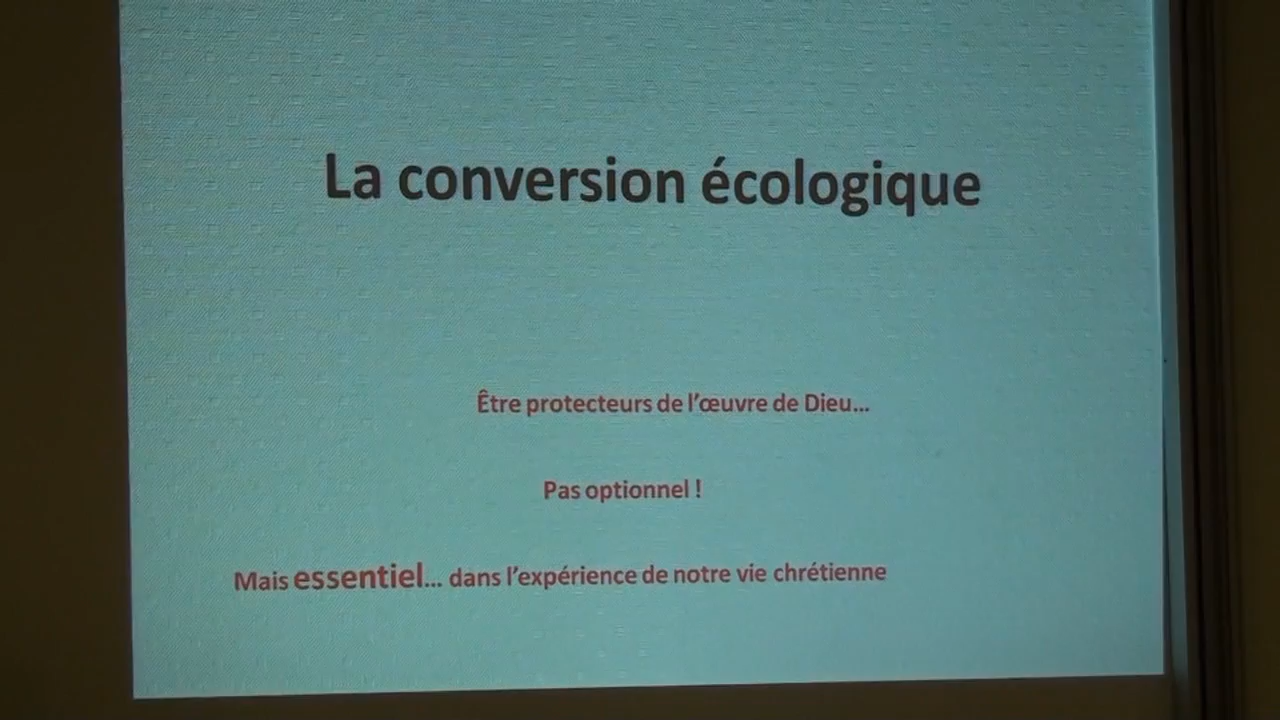 La conversion écologique
Être protecteurs de l'œuvre de Dieu...
Pas optionnel !
Mais essentiel... dans l'expérience de notre vie chrétienne